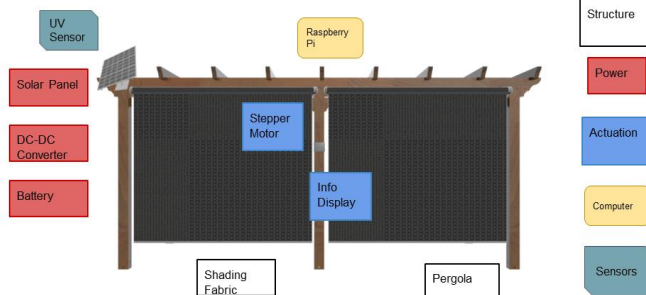 UV
Sensor
Raspberry
Pi
Structure
Solar Panel
Power
Stepper
Motor
DC-DC
Converter
Actuation
Battery
Info
Display
Computer
Shading
Fabric
Pergola
Sensors